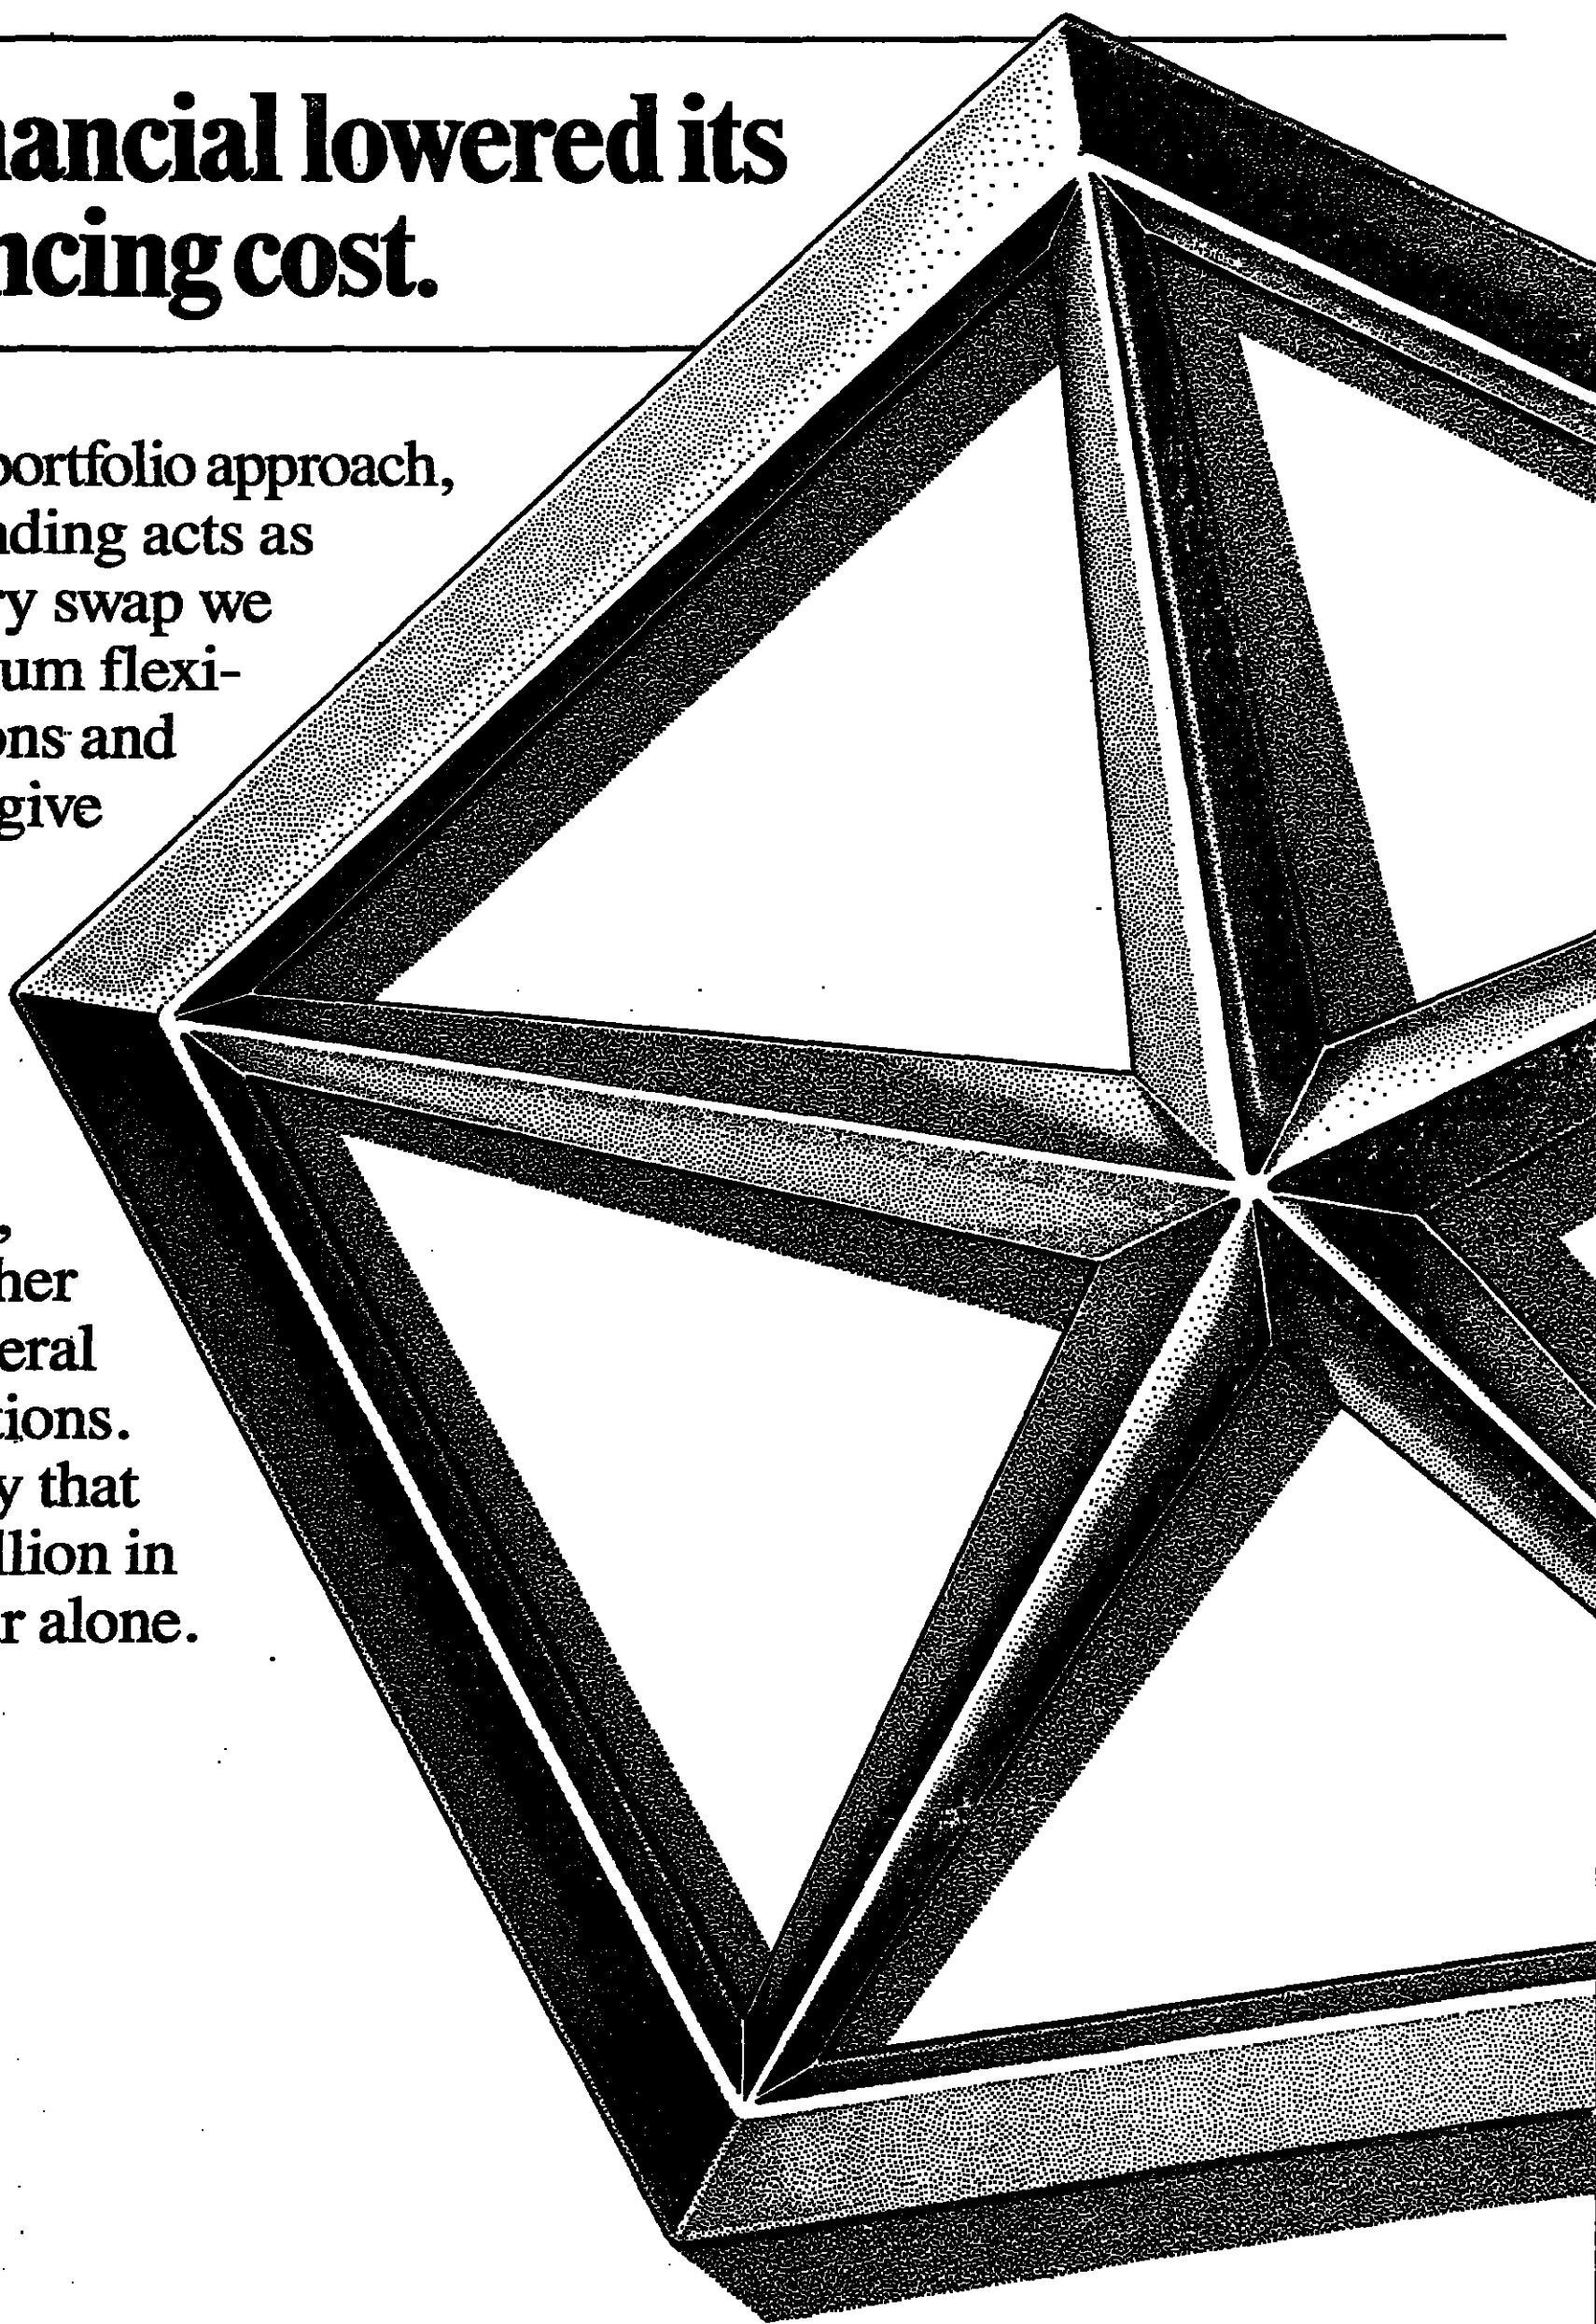 nancial lowered its
ncing cost.
portfolio approach,
nding acts as
ry swap we
um flexi-
ons and
give
,
her
eral
tions.
y that
llion in
r alone.